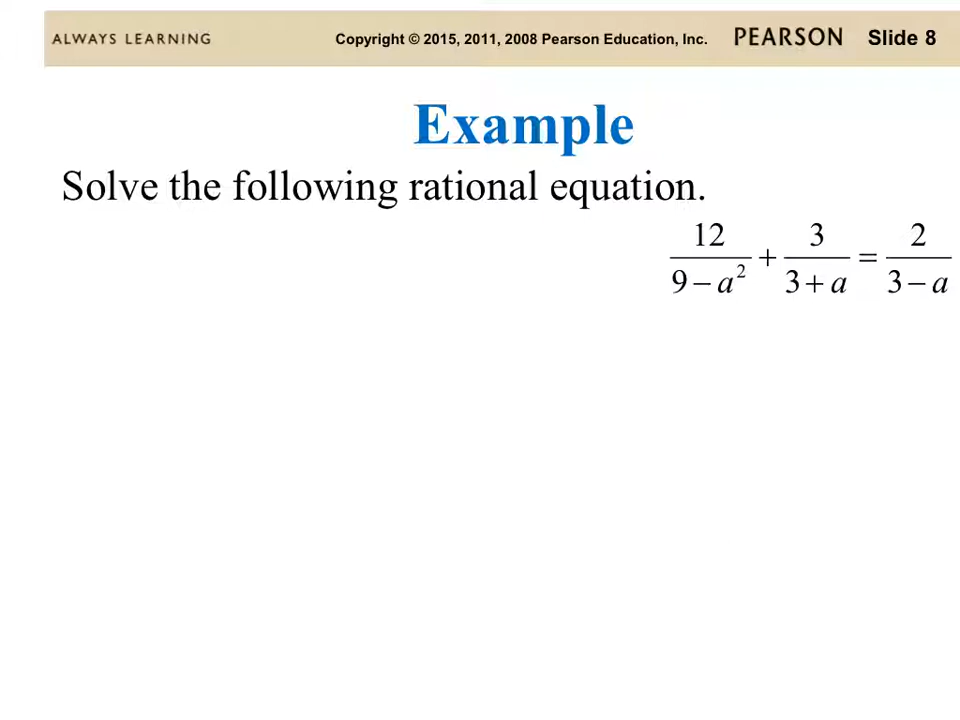 ALWAYS LEARNING Copyright © 2015, 2011, 2008 Pearson Education, Inc. PEARSON Slide 8
Example
Solve the following rational equation.
12/(9 − a²) + 3/(3 + a) = 2/(3 − a)